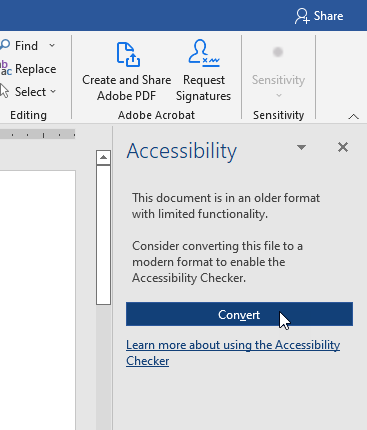 Share
Find
Replace
Select
Create and Share
Adobe PDF
Request
Signatures
Sensitivity
Editing
Adobe Acrobat
Sensitivity
Accessibility
This document is in an older format
with limited functionality.
Consider converting this file to a
modern format to enable the
Accessibility Checker.
Convert
Learn more about using the Accessibility
Checker